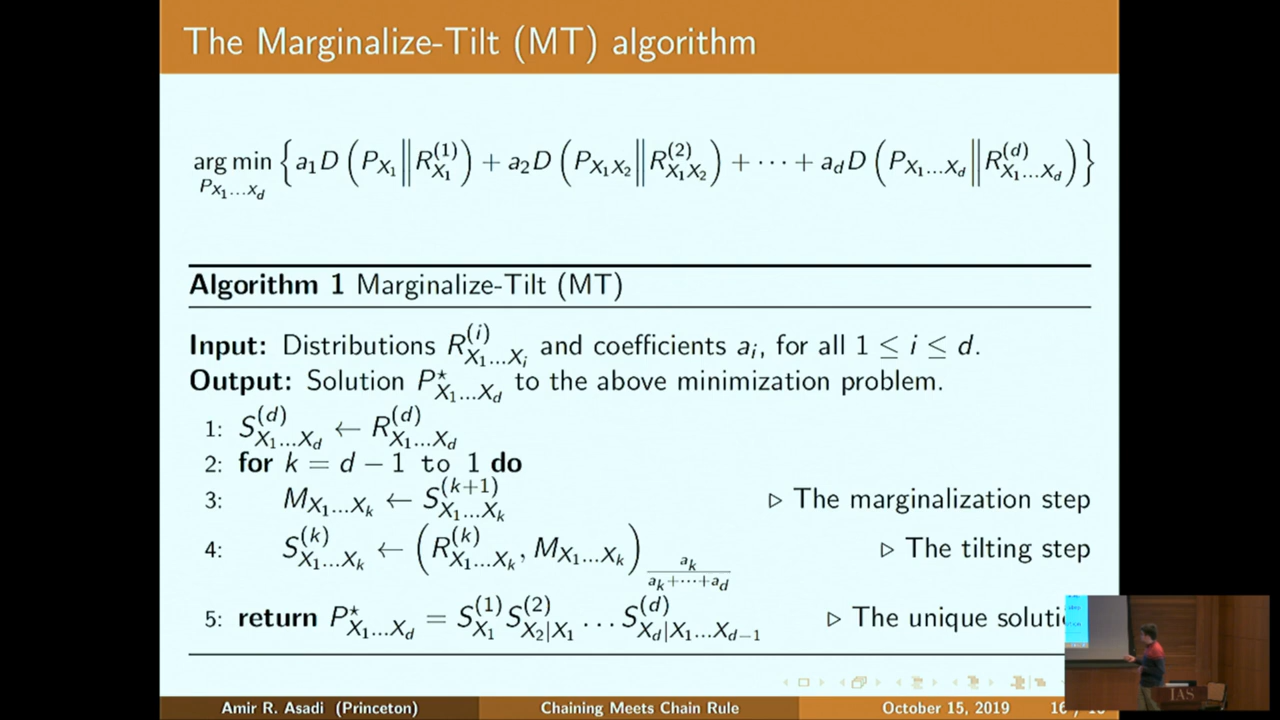 The Marginalize-Tilt (MT) algorithm
arg min_{P_{X_1...X_d}} { a_1 D ( P_{X_1} || R^{(1)}_{X_1} ) + a_2 D ( P_{X_1X_2} || R^{(2)}_{X_1X_2} ) + ⋯ + a_d D ( P_{X_1...X_d} || R^{(d)}_{X_1...X_d} ) }
Algorithm 1 Marginalize-Tilt (MT)
Input: Distributions R^{(i)}_{X_1...X_i} and coefficients a_i, for all 1 ≤ i ≤ d.
Output: Solution P^⋆_{X_1...X_d} to the above minimization problem.
1: S^{(d)}_{X_1...X_d} ← R^{(d)}_{X_1...X_d}
2: for k = d − 1 to 1 do
3: M_{X_1...X_k} ← S^{(k+1)}_{X_1...X_k} ▷ The marginalization step
4: S^{(k)}_{X_1...X_k} ← ( R^{(k)}_{X_1...X_k}, M_{X_1...X_k} )_{a_k/(a_k+⋯+a_d)} ▷ The tilting step
5: return P^⋆_{X_1...X_d} = S^{(1)}_{X_1} S^{(2)}_{X_2|X_1} ... S^{(d)}_{X_d|X_1...X_{d−1}} ▷ The unique soluti
Amir R. Asadi (Princeton) Chaining Meets Chain Rule October 15, 2019 16 /
IAS